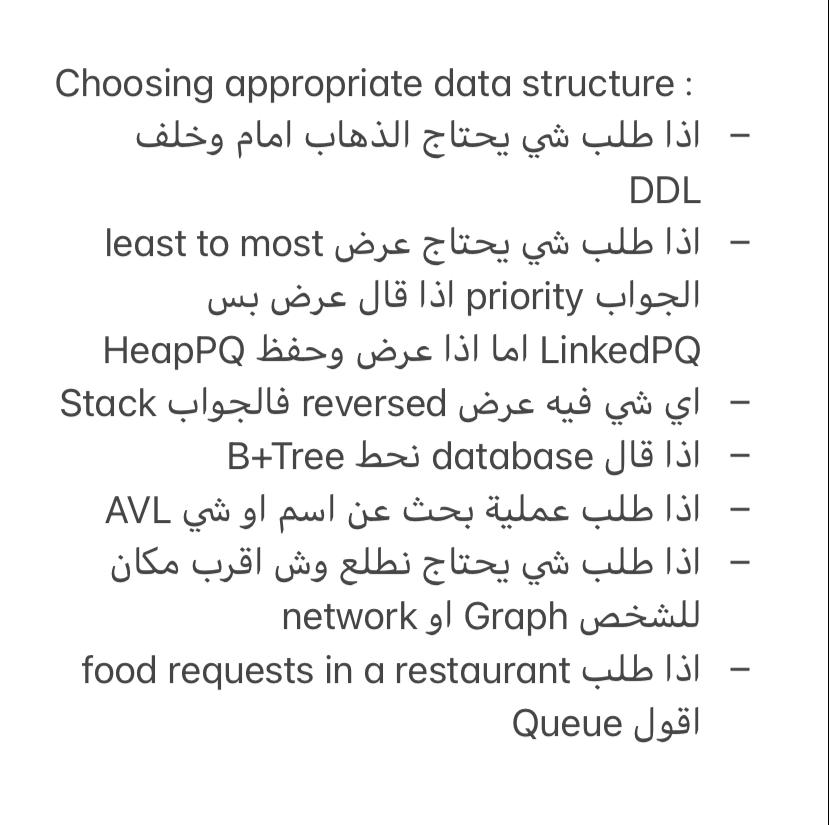 Choosing appropriate data structure :
– اذا طلب شي يحتاج الذهاب امام وخلف
DDL
– اذا طلب شي يحتاج عرض least to most
الجواب priority اذا قال عرض بس
LinkedPQ اما اذا عرض وحفظ HeapPQ
– اي شي فيه عرض reversed فالجواب Stack
– اذا قال database نحط B+Tree
– اذا طلب عملية بحث عن اسم او شي AVL
– اذا طلب شي يحتاج نطلع وش اقرب مكان
للشخص Graph او network
– اذا طلب food requests in a restaurant
اقول Queue